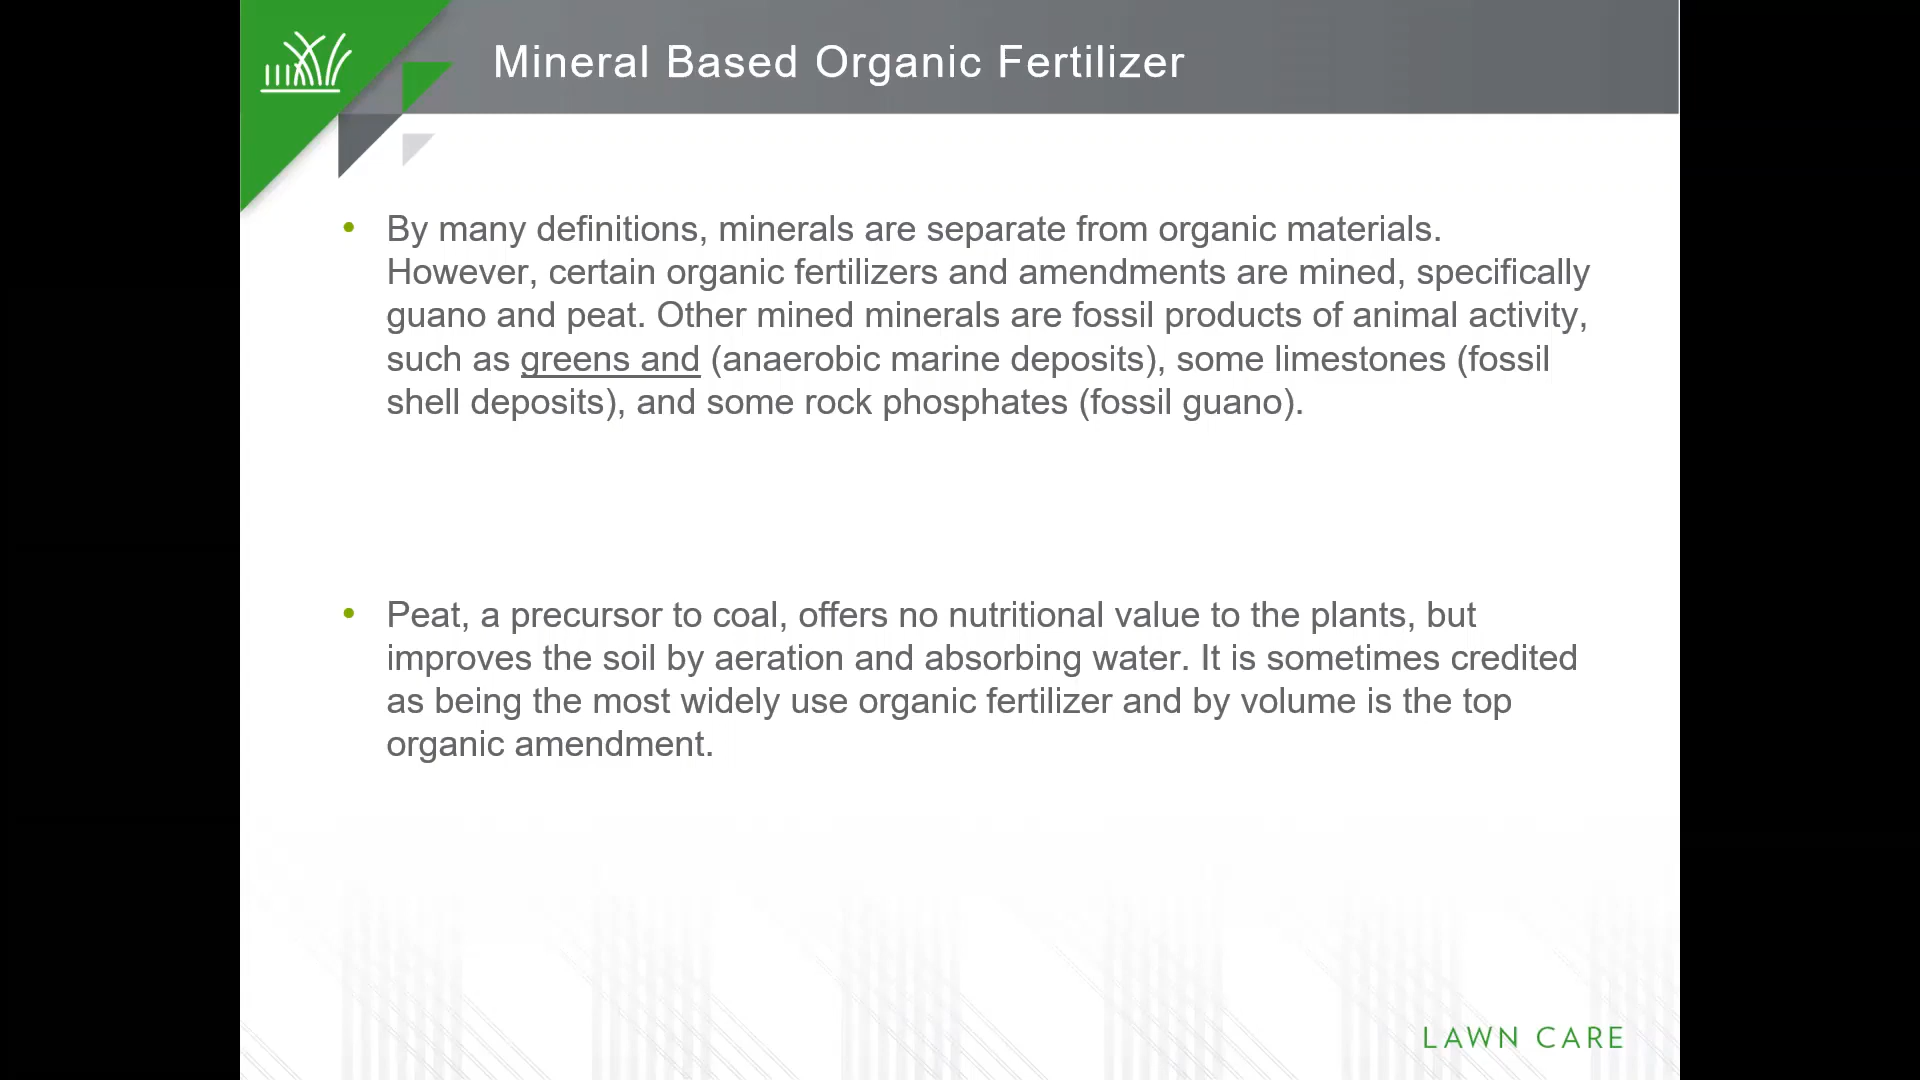 Mineral Based Organic Fertilizer
• By many definitions, minerals are separate from organic materials.
However, certain organic fertilizers and amendments are mined, specifically
guano and peat. Other mined minerals are fossil products of animal activity,
such as greens and (anaerobic marine deposits), some limestones (fossil
shell deposits), and some rock phosphates (fossil guano).
• Peat, a precursor to coal, offers no nutritional value to the plants, but
improves the soil by aeration and absorbing water. It is sometimes credited
as being the most widely use organic fertilizer and by volume is the top
organic amendment.
LAWN CARE